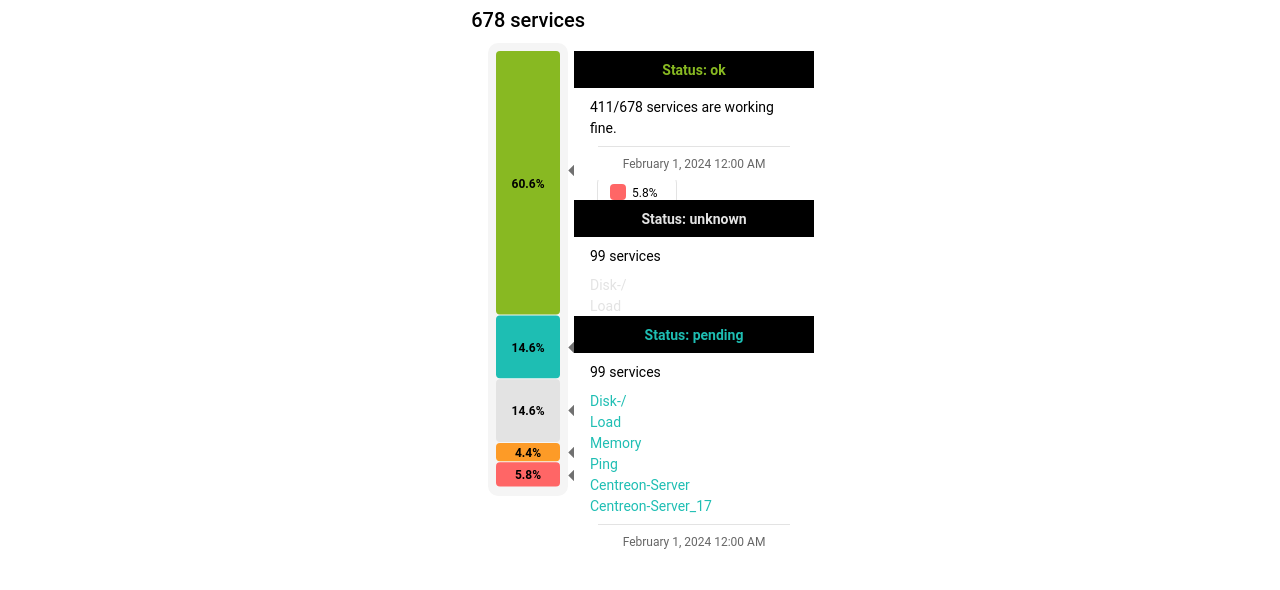 678 services
60.6%
14.6%
14.6%
4.4%
5.8%
Status: ok
411/678 services are working
fine.
February 1, 2024 12:00 AM
5.8%
Status: unknown
99 services
Disk-/
Load
Status: pending
99 services
Disk-/
Load
Memory
Ping
Centreon-Server
Centreon-Server_17
February 1, 2024 12:00 AM